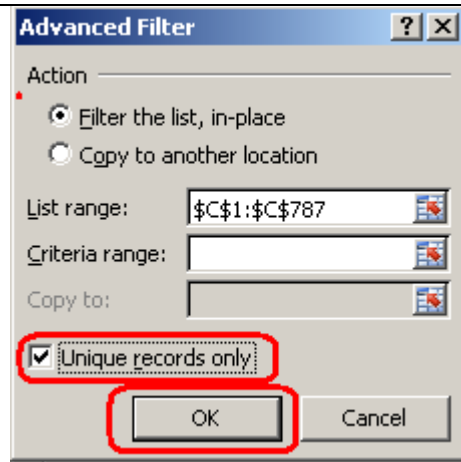 Advanced Filter
Action
Filter the list, in-place
Copy to another location
List range: $C$1:$C$787
Criteria range:
Copy to:
Unique records only
OK Cancel